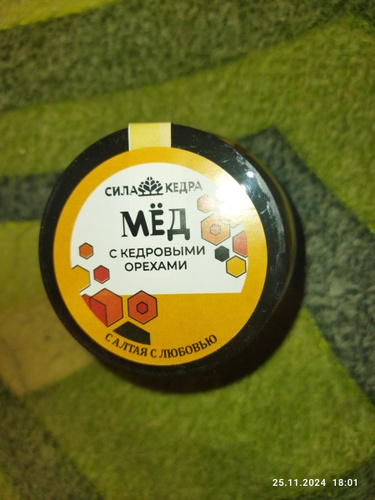 СИЛА КЕДРА
МЁД
С КЕДРОВЫМИ
ОРЕХАМИ
С АЛТАЯ С ЛЮБОВЬЮ
25.11.2024 18:01